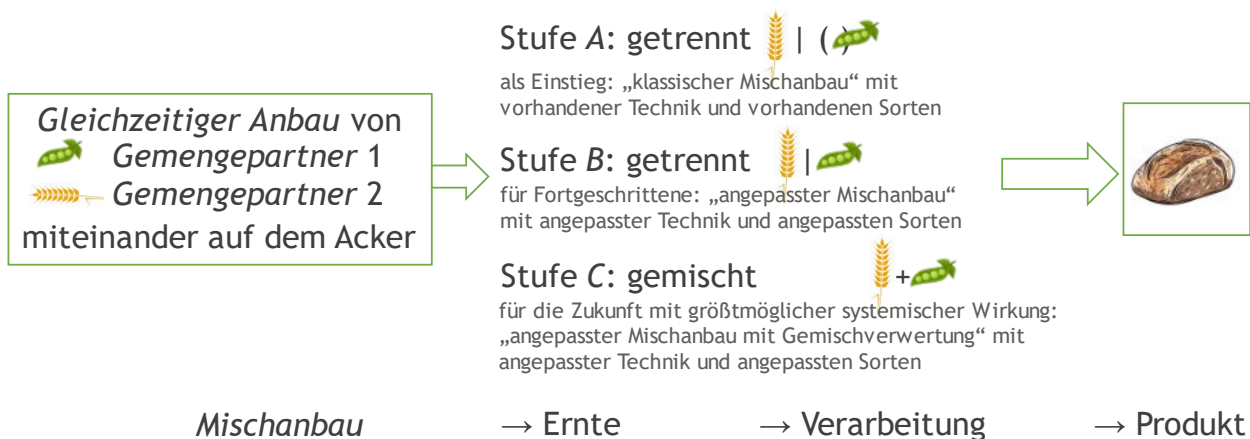 Gleichzeitiger Anbau von
Gemengepartner 1
Gemengepartner 2
miteinander auf dem Acker
Stufe A: getrennt | ( )
als Einstieg: „klassischer Mischanbau“ mit
vorhandener Technik und vorhandenen Sorten
Stufe B: getrennt |
für Fortgeschrittene: „angepasster Mischanbau“
mit angepasster Technik und angepassten Sorten
Stufe C: gemischt +
für die Zukunft mit größtmöglicher systemischer Wirkung:
„angepasster Mischanbau mit Gemischverwertung“ mit
angepasster Technik und angepassten Sorten
Mischanbau → Ernte → Verarbeitung → Produkt